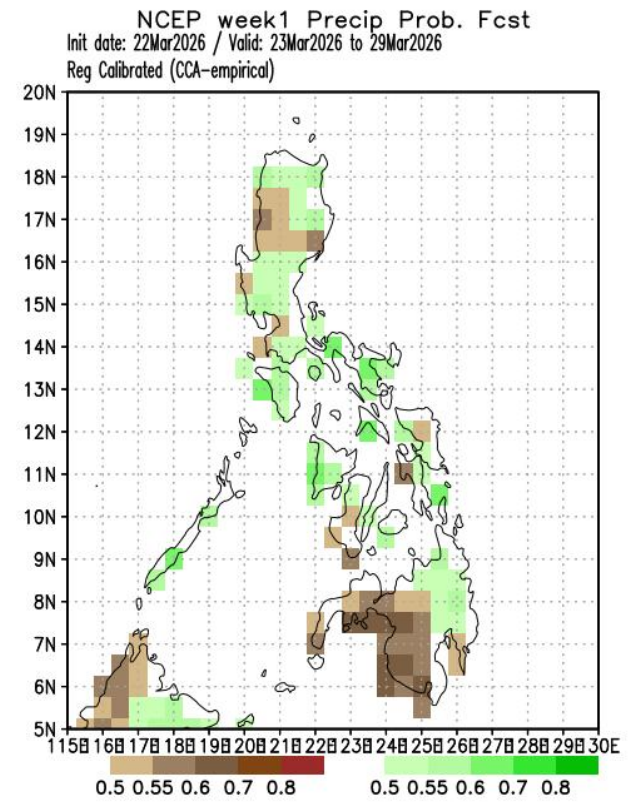 NCEP week1 Precip Prob. Fcst
Init date: 22Mar2026 / Valid: 23Mar2026 to 29Mar2026
Reg Calibrated (CCA-empirical)
20N
19N
18N
17N
16N
15N
14N
13N
12N
11N
10N
9N
8N
7N
6N
5N
115E 116E 117E 118E 119E 120E 121E 122E 123E 124E 125E 126E 127E 128E 129E 130E
0.5 0.55 0.6 0.7 0.8 0.5 0.55 0.6 0.7 0.8